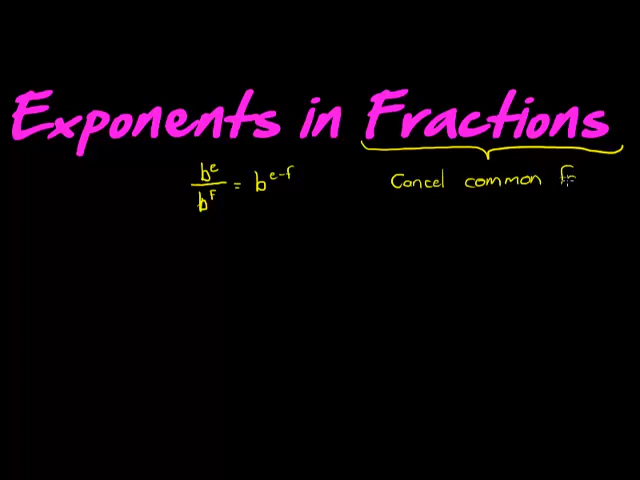 Exponents in Fractions
b^e / b^f = b^e-f
Cancel common f